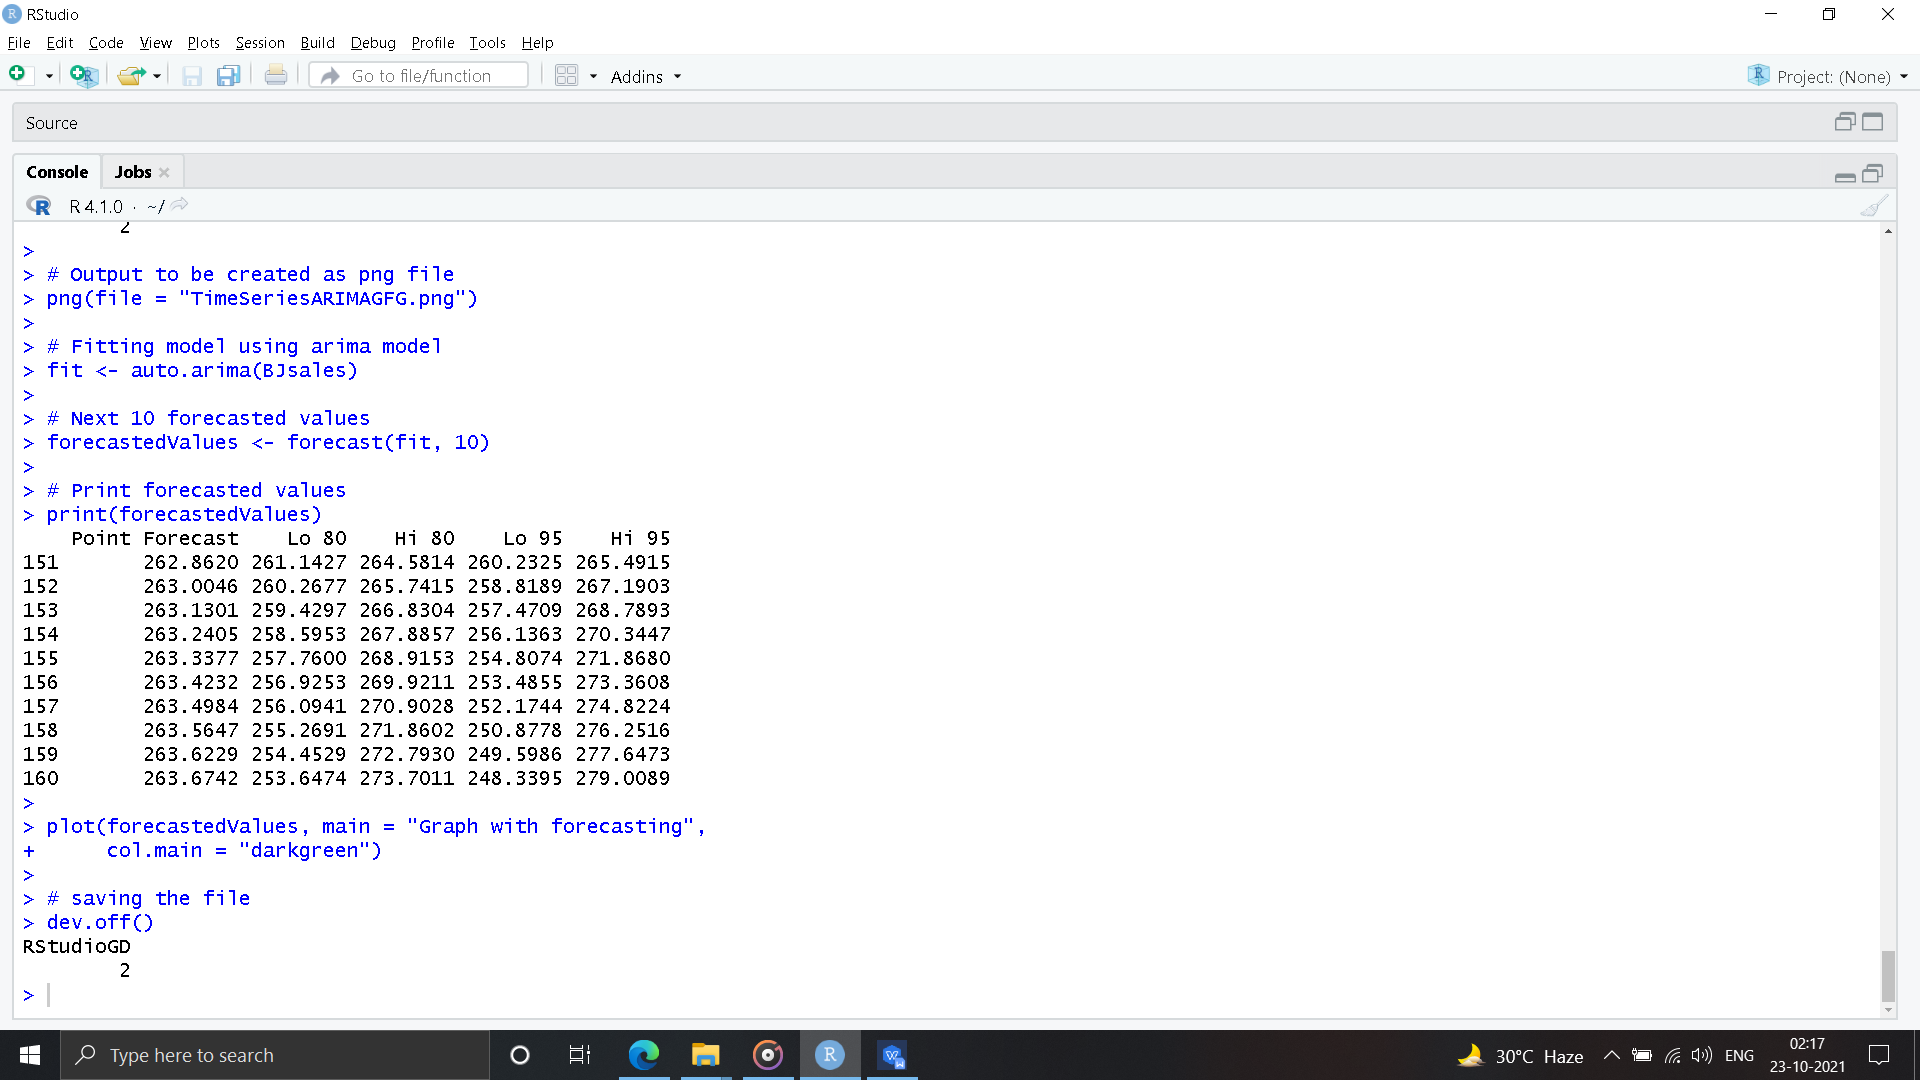 RStudio
File Edit Code View Plots Session Build Debug Profile Tools Help
Go to file/function Addins Project: (None)
Source
Console Jobs
R 4.1.0 · ~/
2
>
> # Output to be created as png file
> png(file = "TimeSeriesARIMAGFG.png")
>
> # Fitting model using arima model
> fit <- auto.arima(BJsales)
>
> # Next 10 forecasted values
> forecastedValues <- forecast(fit, 10)
>
> # Print forecasted values
> print(forecastedValues)
    Point Forecast    Lo 80    Hi 80    Lo 95    Hi 95
151       262.8620 261.1427 264.5814 260.2325 265.4915
152       263.0046 260.2677 265.7415 258.8189 267.1903
153       263.1301 259.4297 266.8304 257.4709 268.7893
154       263.2405 258.5953 267.8857 256.1363 270.3447
155       263.3377 257.7600 268.9153 254.8074 271.8680
156       263.4232 256.9253 269.9211 253.4855 273.3608
157       263.4984 256.0941 270.9028 252.1744 274.8224
158       263.5647 255.2691 271.8602 250.8778 276.2516
159       263.6229 254.4529 272.7930 249.5986 277.6473
160       263.6742 253.6474 273.7011 248.3395 279.0089
>
> plot(forecastedValues, main = "Graph with forecasting",
+      col.main = "darkgreen")
>
> # saving the file
> dev.off()
RStudioGD
        2
>
Type here to search 30°C Haze ENG 02:17
23-10-2021